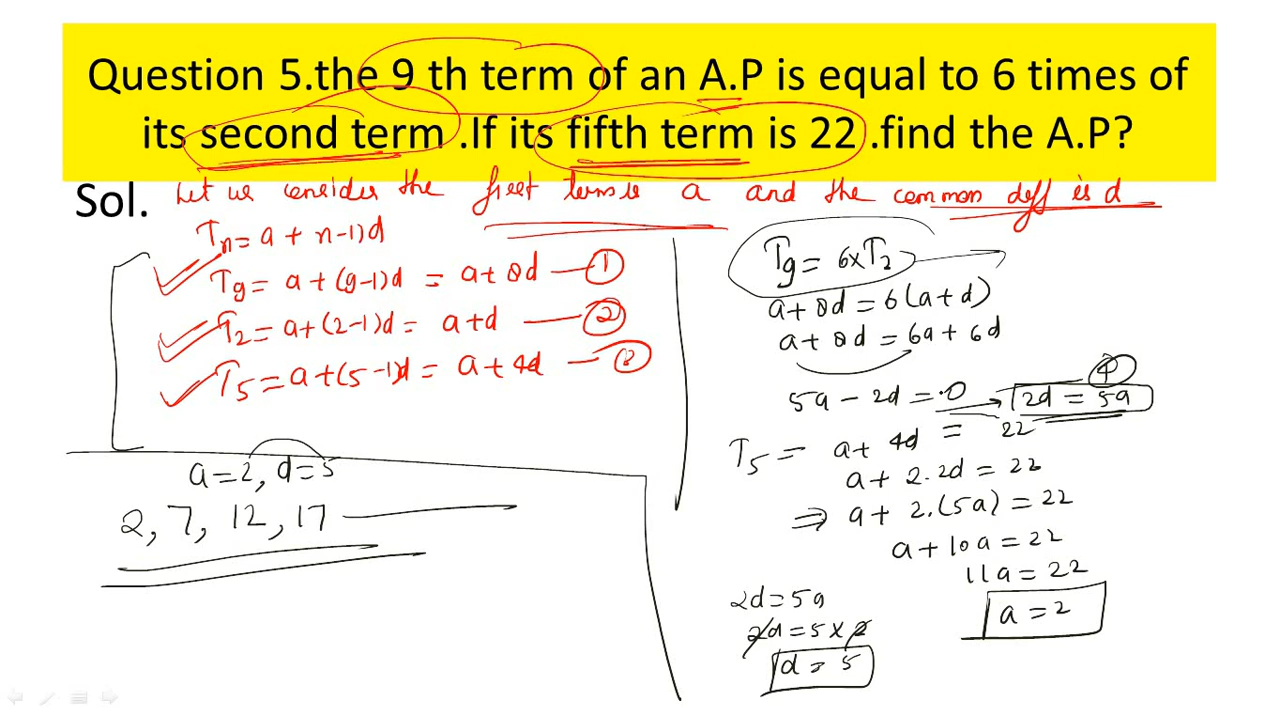 Question 5.the 9 th term of an A.P is equal to 6 times of
its second term .If its fifth term is 22 .find the A.P?
Sol. Let us consider the first term is a and the common diff is d
Tn = a + n-1)d
T9 = a + (9-1)d = a + 8d — 1
T2 = a + (2-1)d = a+d — 2
T5 = a + (5-1)d = a + 4d — 3
a=2, d=5
2, 7, 12, 17 —
T9 = 6×T2
a + 8d = 6(a+d)
a + 8d = 6a + 6d
5a - 2d = 0 → 2d = 5a 4
T5 = a + 4d = 22
a + 2.2d = 22
⇒ a + 2.(5a) = 22
a + 10a = 22
11a = 22
a = 2
2d = 5a
2d = 5 × 2
d = 5